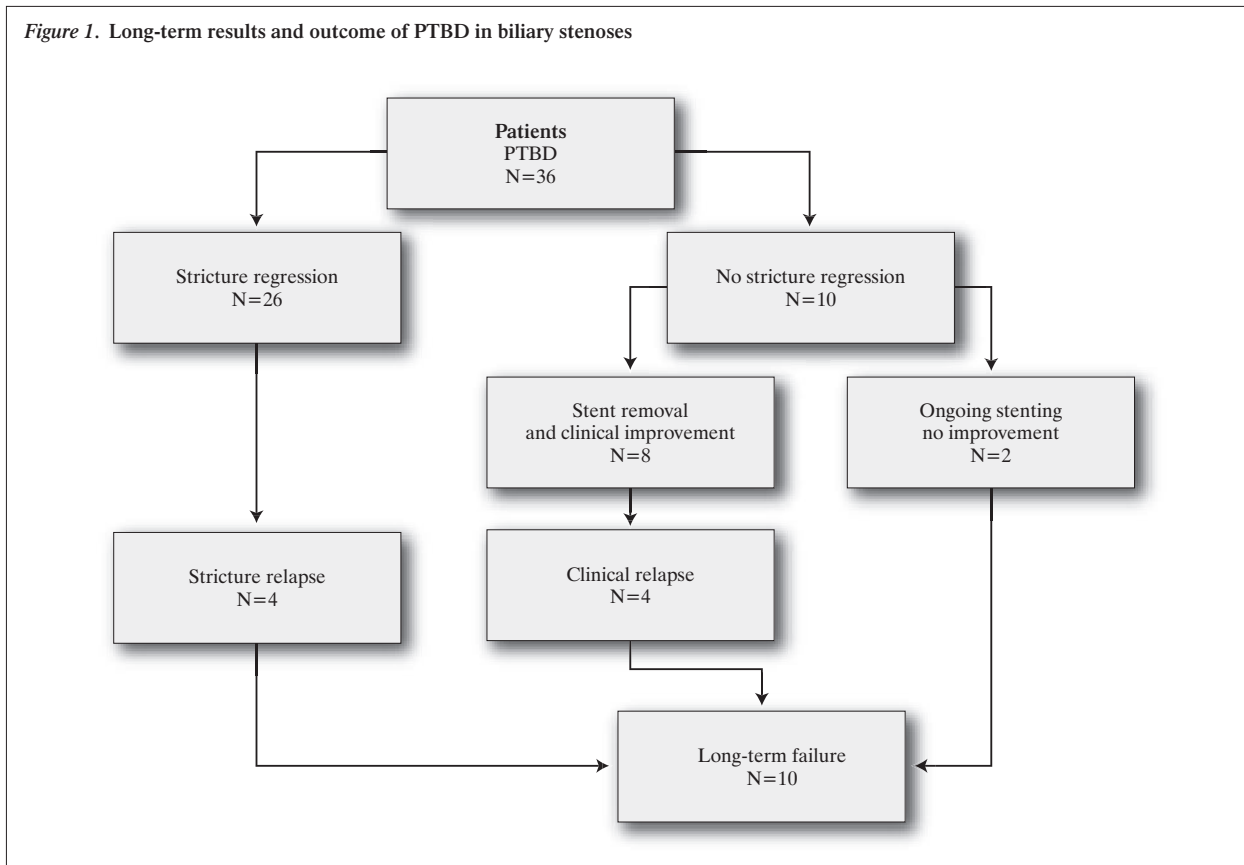 Figure 1. Long-term results and outcome of PTBD in biliary stenoses
Patients
PTBD
N=36
Stricture regression
N=26
No stricture regression
N=10
Stent removal
and clinical improvement
N=8
Ongoing stenting
no improvement
N=2
Stricture relapse
N=4
Clinical relapse
N=4
Long-term failure
N=10